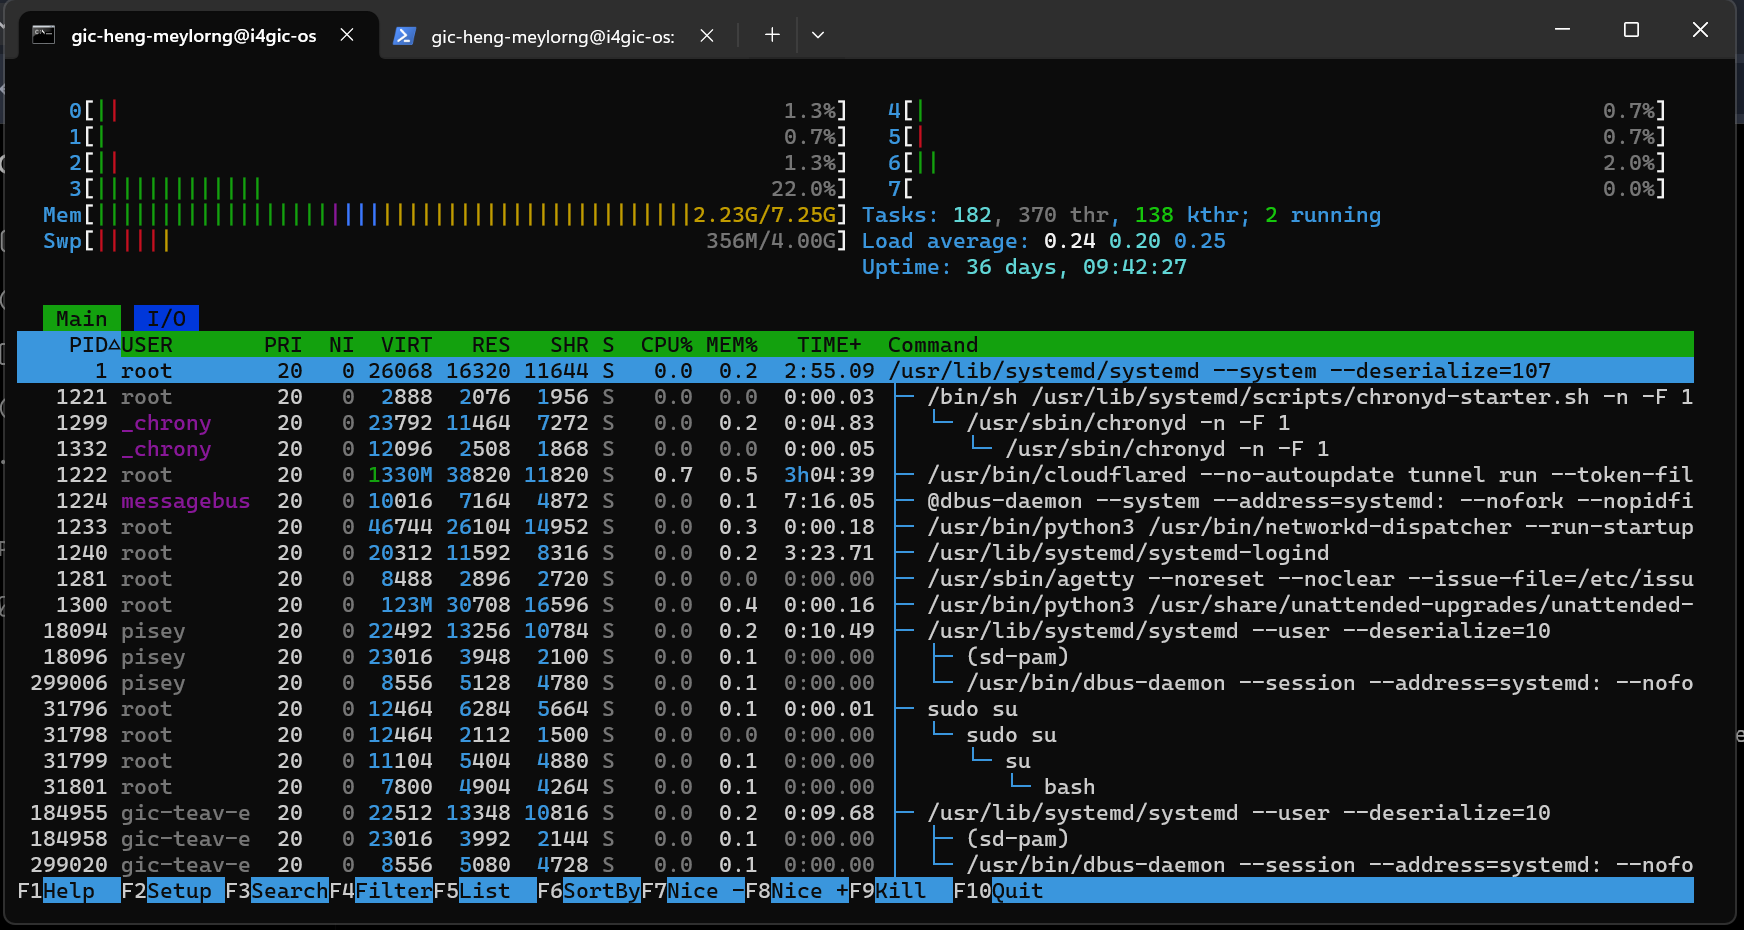 gic-heng-meylorng@i4gic-os
gic-heng-meylorng@i4gic-os:
0[|| 1.3%] 4[| 0.7%]
1[| 0.7%] 5[| 0.7%]
2[|| 1.3%] 6[|| 2.0%]
3[||||||||||||| 22.0%] 7[ 0.0%]
Mem[||||||||||||||||||||||||||||||||||||||||||||||2.23G/7.25G] Tasks: 182, 370 thr, 138 kthr; 2 running
Swp[|||||| 356M/4.00G] Load average: 0.24 0.20 0.25
Uptime: 36 days, 09:42:27
Main I/O
PID△USER PRI NI VIRT RES SHR S CPU% MEM% TIME+ Command
1 root 20 0 26068 16320 11644 S 0.0 0.2 2:55.09 /usr/lib/systemd/systemd --system --deserialize=107
1221 root 20 0 2888 2076 1956 S 0.0 0.0 0:00.03 ├─ /bin/sh /usr/lib/systemd/scripts/chronyd-starter.sh -n -F 1
1299 _chrony 20 0 23792 11464 7272 S 0.0 0.2 0:04.83 │ └─ /usr/sbin/chronyd -n -F 1
1332 _chrony 20 0 12096 2508 1868 S 0.0 0.0 0:00.05 │ └─ /usr/sbin/chronyd -n -F 1
1222 root 20 0 1330M 38820 11820 S 0.7 0.5 3h04:39 ├─ /usr/bin/cloudflared --no-autoupdate tunnel run --token-fil
1224 messagebus 20 0 10016 7164 4872 S 0.0 0.1 7:16.05 ├─ @dbus-daemon --system --address=systemd: --nofork --nopidfi
1233 root 20 0 46744 26104 14952 S 0.0 0.3 0:00.18 ├─ /usr/bin/python3 /usr/bin/networkd-dispatcher --run-startup
1240 root 20 0 20312 11592 8316 S 0.0 0.2 3:23.71 ├─ /usr/lib/systemd/systemd-logind
1281 root 20 0 8488 2896 2720 S 0.0 0.0 0:00.00 ├─ /usr/sbin/agetty --noreset --noclear --issue-file=/etc/issu
1300 root 20 0 123M 30708 16596 S 0.0 0.4 0:00.16 ├─ /usr/bin/python3 /usr/share/unattended-upgrades/unattended-
18094 pisey 20 0 22492 13256 10784 S 0.0 0.2 0:10.49 ├─ /usr/lib/systemd/systemd --user --deserialize=10
18096 pisey 20 0 23016 3948 2100 S 0.0 0.1 0:00.00 │ ├─ (sd-pam)
299006 pisey 20 0 8556 5128 4780 S 0.0 0.1 0:00.00 │ └─ /usr/bin/dbus-daemon --session --address=systemd: --nofo
31796 root 20 0 12464 6284 5664 S 0.0 0.1 0:00.01 ├─ sudo su
31798 root 20 0 12464 2112 1500 S 0.0 0.0 0:00.00 │ └─ sudo su
31799 root 20 0 11104 5404 4880 S 0.0 0.1 0:00.00 │ └─ su
31801 root 20 0 7800 4904 4264 S 0.0 0.1 0:00.00 │ └─ bash
184955 gic-teav-e 20 0 22512 13348 10816 S 0.0 0.2 0:09.68 ├─ /usr/lib/systemd/systemd --user --deserialize=10
184958 gic-teav-e 20 0 23016 3992 2144 S 0.0 0.1 0:00.00 │ ├─ (sd-pam)
299020 gic-teav-e 20 0 8556 5080 4728 S 0.0 0.1 0:00.00 │ └─ /usr/bin/dbus-daemon --session --address=systemd: --nofo
F1Help F2Setup F3SearchF4FilterF5List F6SortByF7Nice -F8Nice +F9Kill F10Quit